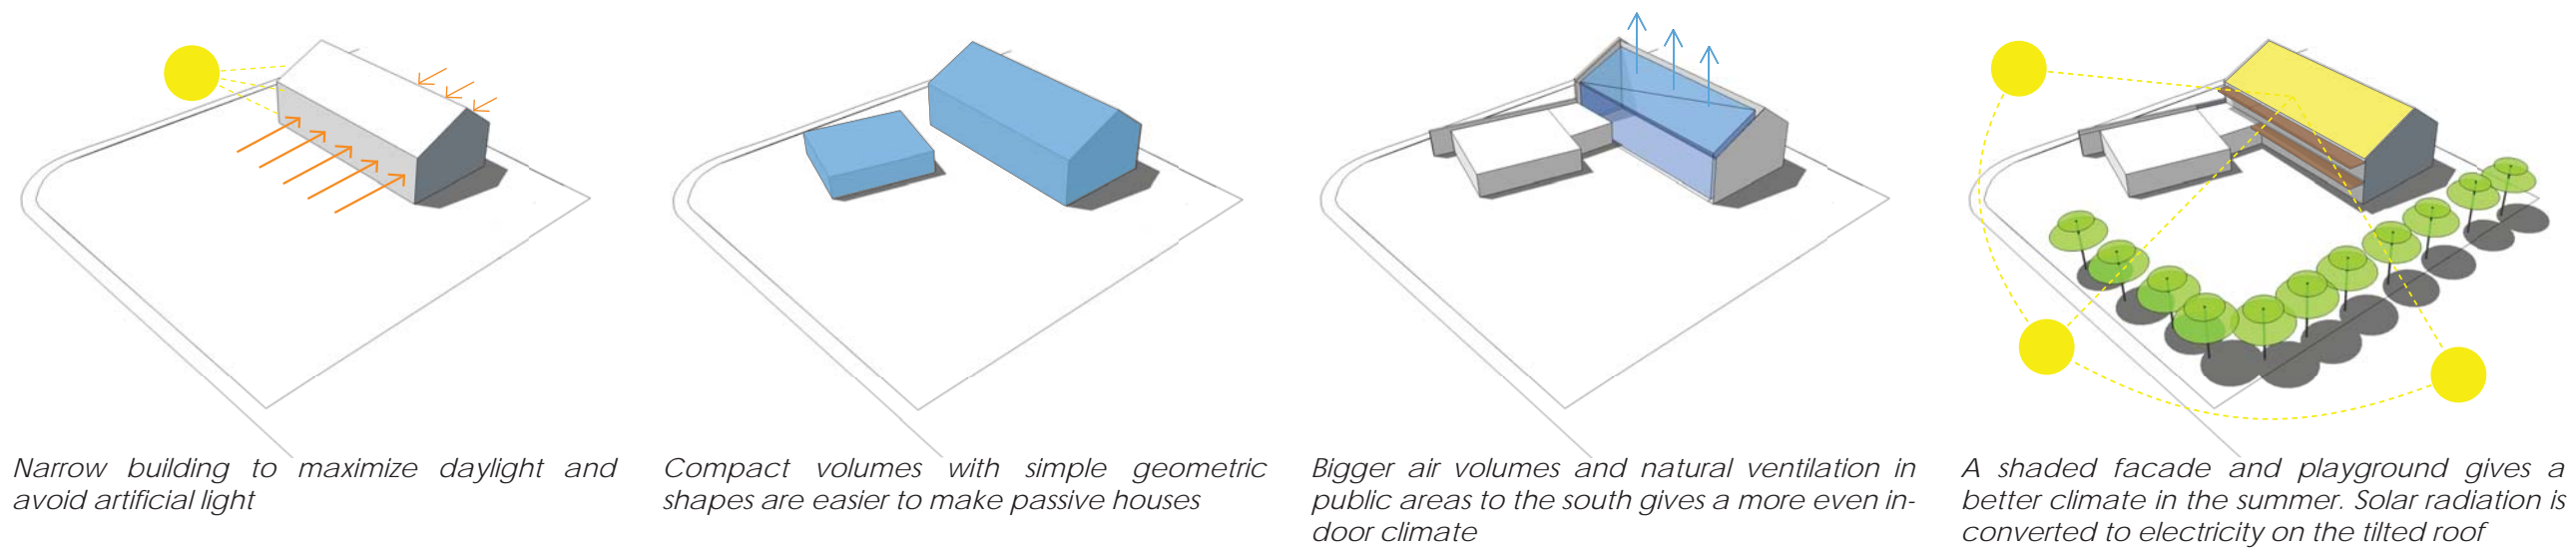 Narrow building to maximize daylight and
avoid artificial light
Compact volumes with simple geometric
shapes are easier to make passive houses
Bigger air volumes and natural ventilation in
public areas to the south gives a more even in-
door climate
A shaded facade and playground gives a
better climate in the summer. Solar radiation is
converted to electricity on the tilted roof